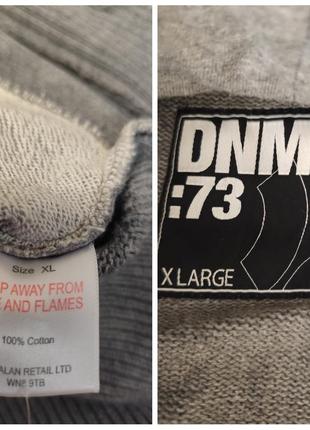 Size XL
P AWAY FROM
E AND FLAMES
100% Cotton
ALAN RETAIL LTD
WN8 9TB
DNM
:73
X LARGE